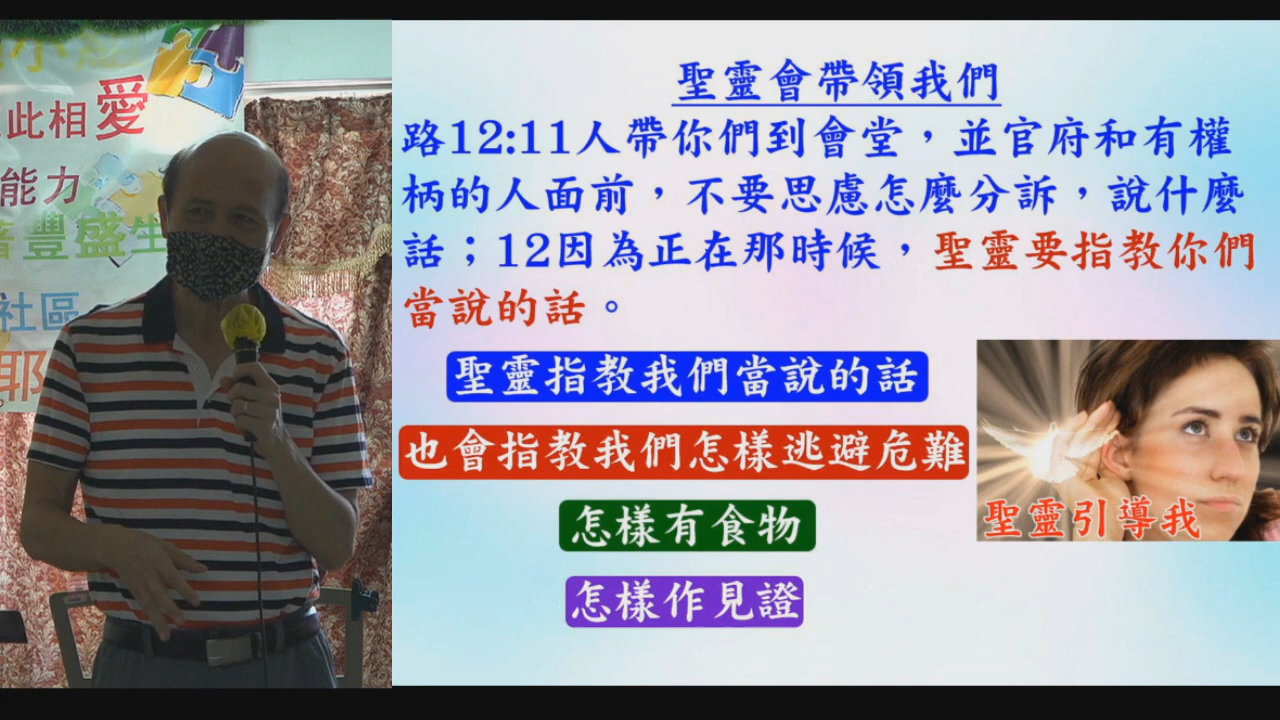 小
此相愛
能力
豐盛生
社區
耶
聖靈會帶領我們
路12:11人帶你們到會堂，並官府和有權
柄的人面前，不要思慮怎麼分訴，說什麼
話；12因為正在那時候，聖靈要指教你們
當說的話。
聖靈指教我們當說的話
也會指教我們怎樣逃避危難
怎樣有食物
怎樣作見證
聖靈引導我